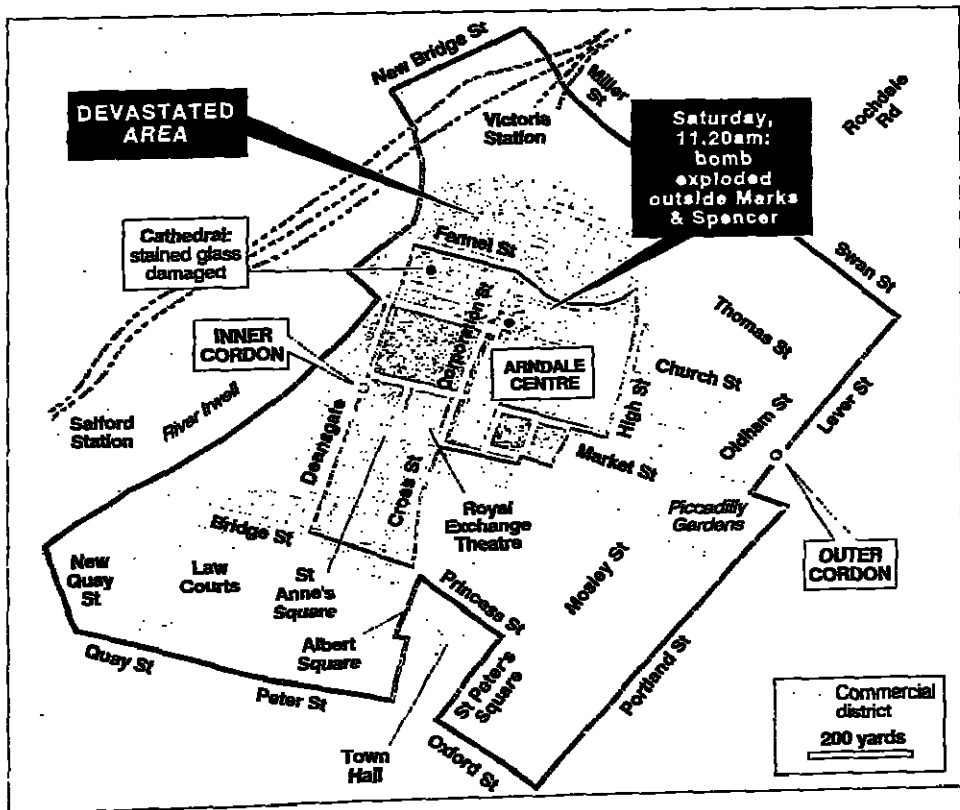 New Bridge St
Miller
St
Rochdale
Rd
DEVASTATED
AREA
Victoria
Station
Saturday,
11.20am:
bomb
exploded
outside Marks
& Spencer
Cathedral:
stained glass
damaged
Fennel St
Swan St
Corporation St
Thomas St
INNER
CORDON
ARNDALE
CENTRE
Church St
High St
Salford
Station
River Irwell
Deansgate
Cross St
Market St
Oldham St
Lever St
Royal
Exchange
Theatre
Piccadilly
Gardens
Bridge St
OUTER
CORDON
New
Quay
St
Law
Courts
St
Anne's
Square
Princess St
Mosley St
Albert
Square
Quay St
Peter St
St Peter's
Square
Portland St
Town
Hall
Oxford St
Commercial
district
200 yards